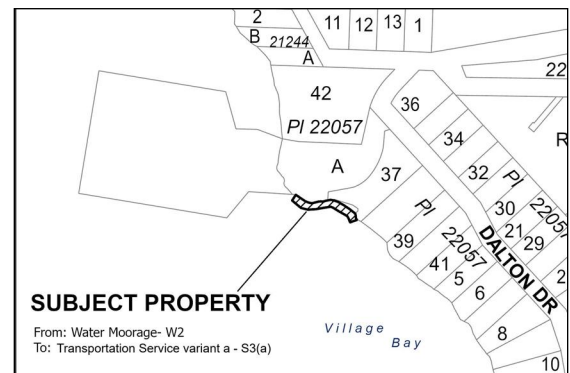 2
11 12 13 1
B 21244
A
22
42
36
Pl 22057
34
R
A
37
32
Pl 22057
30
Pl 22057
21
29
39
2
41
DALTON DR
5
6
SUBJECT PROPERTY
From: Water Moorage- W2
To: Transportation Service variant a - S3(a)
Village
Bay
8
10